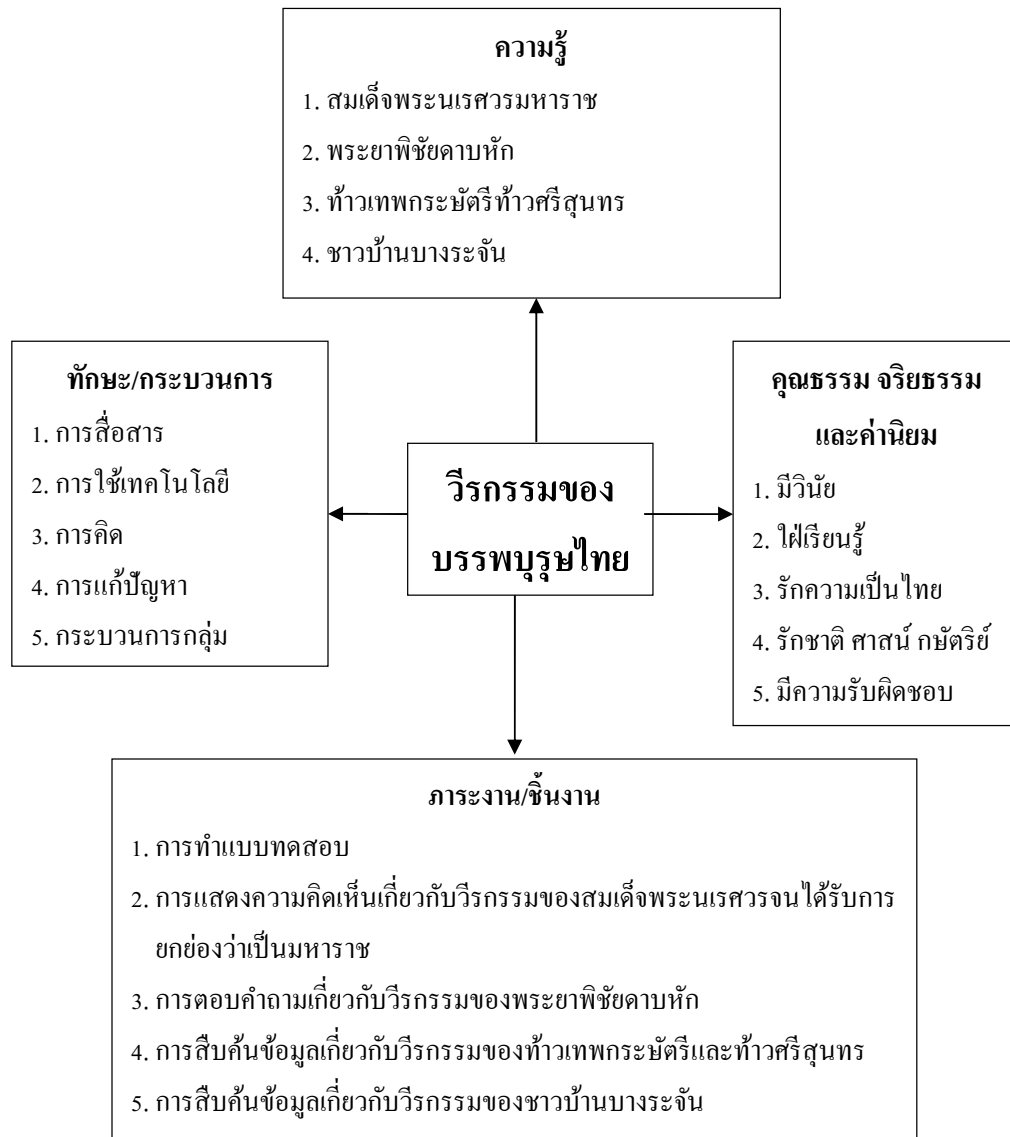 ความรู้
1. สมเด็จพระนเรศวรมหาราช
2. พระยาพิชัยดาบหัก
3. ท้าวเทพกระษัตรีท้าวศรีสุนทร
4. ชาวบ้านบางระจัน
ทักษะ/กระบวนการ
1. การสื่อสาร
2. การใช้เทคโนโลยี
3. การคิด
4. การแก้ปัญหา
5. กระบวนการกลุ่ม
วีรกรรมของ
บรรพบุรุษไทย
คุณธรรม จริยธรรม
และค่านิยม
1. มีวินัย
2. ใฝ่เรียนรู้
3. รักความเป็นไทย
4. รักชาติ ศาสน์ กษัตริย์
5. มีความรับผิดชอบ
ภาระงาน/ชิ้นงาน
1. การทำแบบทดสอบ
2. การแสดงความคิดเห็นเกี่ยวกับวีรกรรมของสมเด็จพระนเรศวรจนได้รับการ
ยกย่องว่าเป็นมหาราช
3. การตอบคำถามเกี่ยวกับวีรกรรมของพระยาพิชัยดาบหัก
4. การสืบค้นข้อมูลเกี่ยวกับวีรกรรมของท้าวเทพกระษัตรีและท้าวศรีสุนทร
5. การสืบค้นข้อมูลเกี่ยวกับวีรกรรมของชาวบ้านบางระจัน